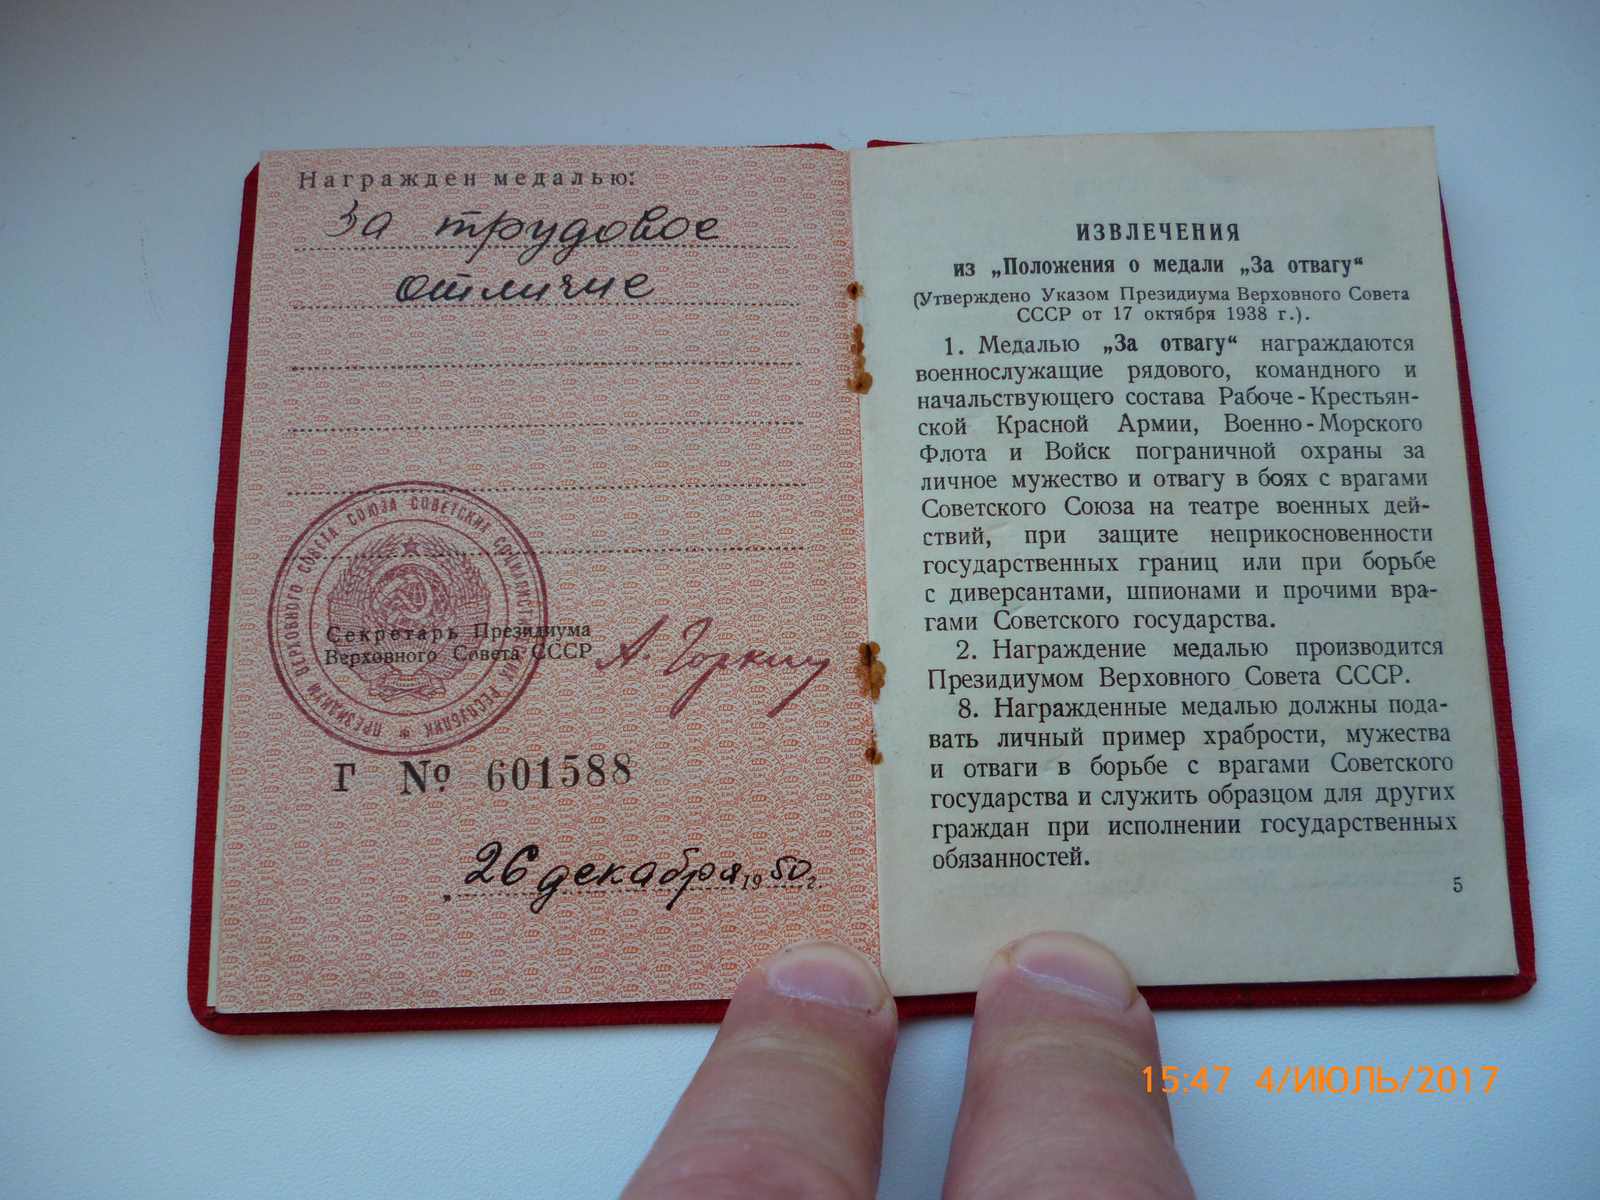 Награжден медалью:
За трудовое
отличие
ПРЕЗИДИУМ ВЕРХОВНОГО СОВЕТА СОЮЗА СОВЕТСКИХ РЕСПУБЛИК
Секретарь Президиума
Верховного Совета СССР
А. Горкин
Г № 601588
26 декабря 1950 г.
ИЗВЛЕЧЕНИЯ
из „Положения о медали „За отвагу“
(Утверждено Указом Президиума Верховного Совета
СССР от 17 октября 1938 г.).
1. Медалью „За отвагу“ награждаются
военнослужащие рядового, командного и
начальствующего состава Рабоче-Крестьян-
ской Красной Армии, Военно-Морского
Флота и Войск пограничной охраны за
личное мужество и отвагу в боях с врагами
Советского Союза на театре военных дей-
ствий, при защите неприкосновенности
государственных границ или при борьбе
с диверсантами, шпионами и прочими вра-
гами Советского государства.
2. Награждение медалью производится
Президиумом Верховного Совета СССР.
8. Награжденные медалью должны пода-
вать личный пример храбрости, мужества
и отваги в борьбе с врагами Советского
государства и служить образцом для других
граждан при исполнении государственных
обязанностей.
5
15:47 4/ИЮЛЬ/2017